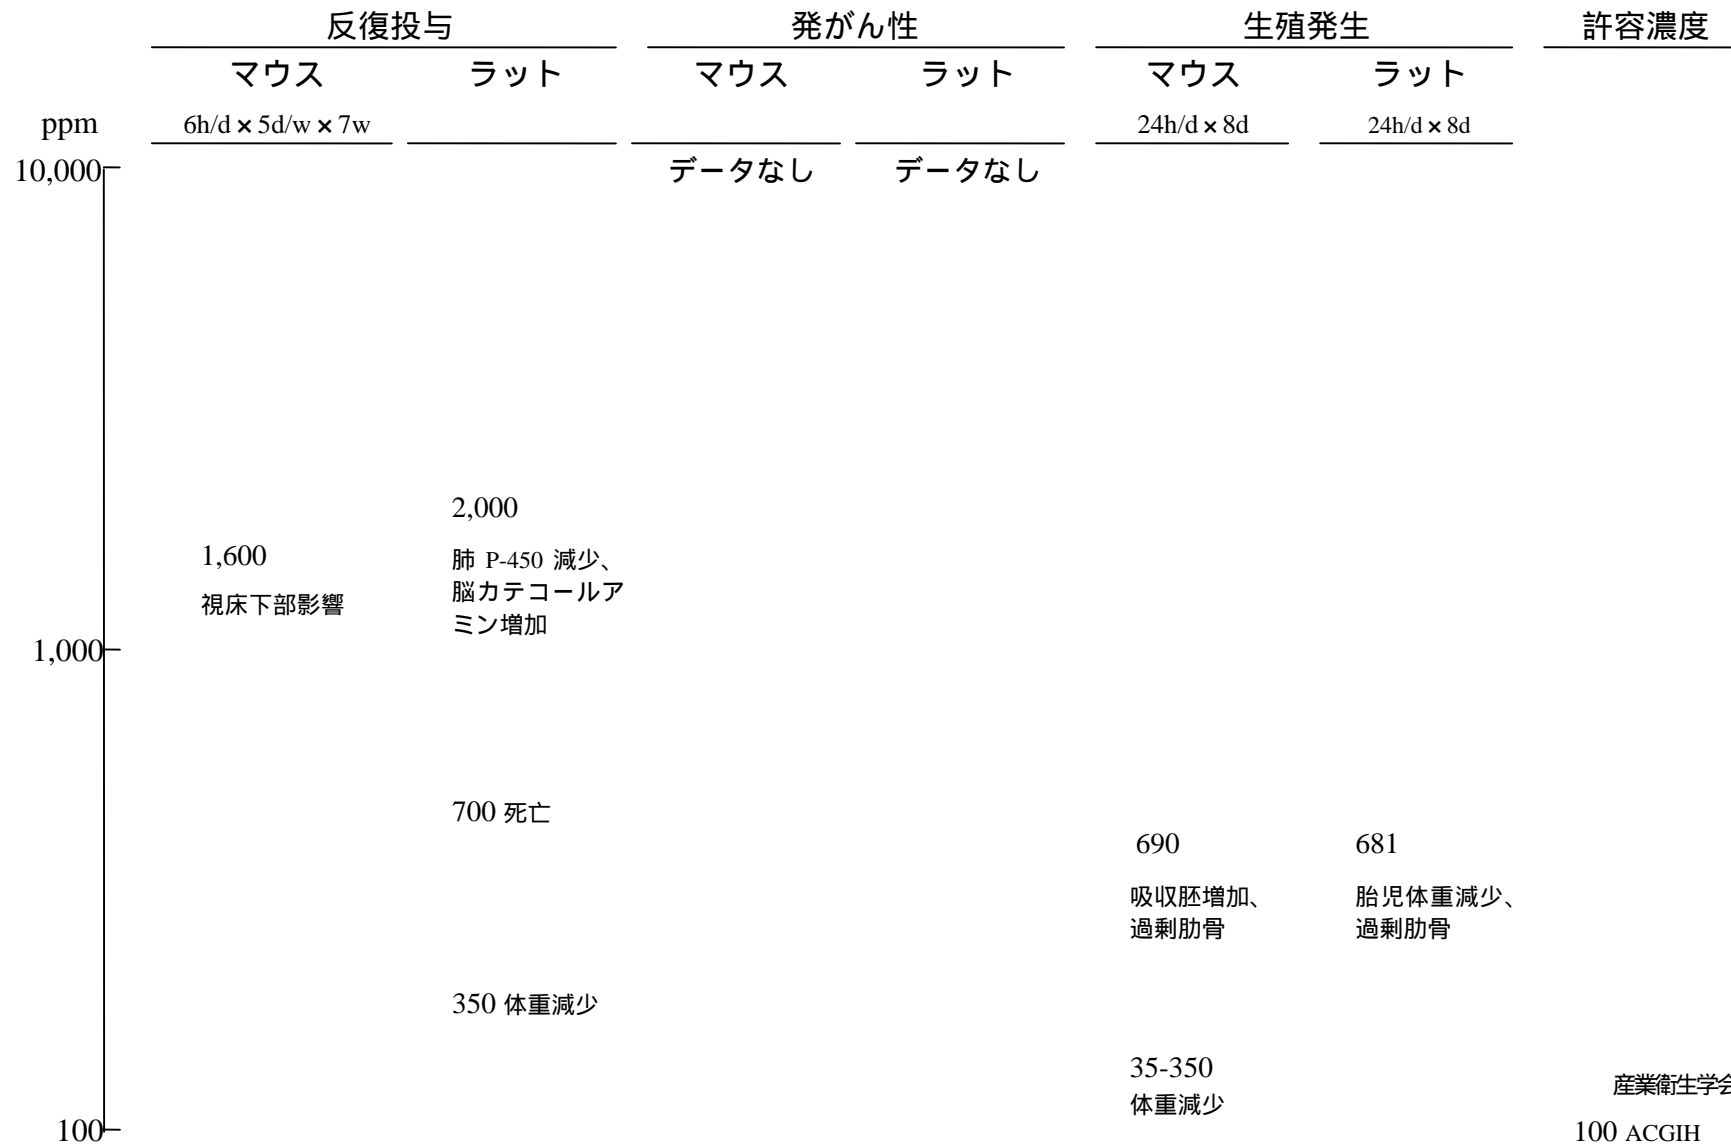 反復投与 発がん性 生殖発生 許容濃度
マウス ラット マウス ラット マウス ラット
ppm 6h/d × 5d/w × 7w 24h/d × 8d 24h/d × 8d
10,000 データなし データなし
2,000
1,600 肺 P-450 減少、
脳カテコールア
視床下部影響
ミン増加
1,000
700 死亡
690 681
吸収胚増加、 胎児体重減少、
過剰肋骨 過剰肋骨
350 体重減少
35-350
産業衛生学会
体重減少
100 100 ACGIH